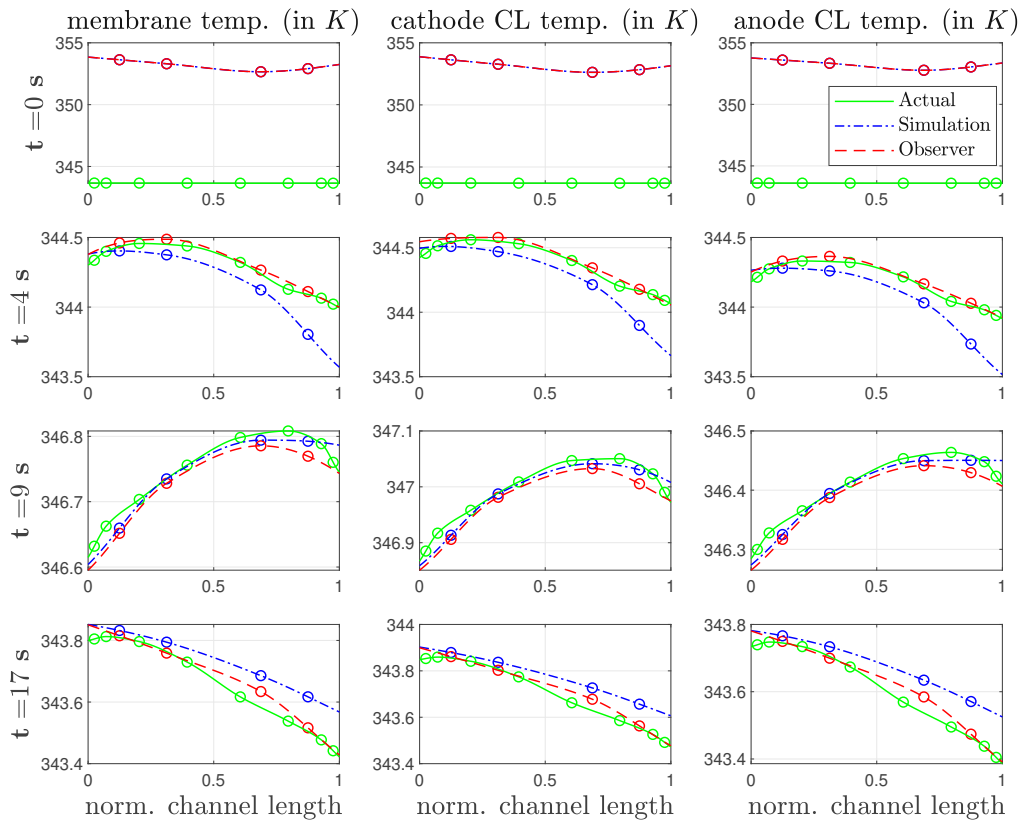 membrane temp. (in K) cathode CL temp. (in K) anode CL temp. (in K)
t =0 s
355
350
345
0 0.5 1
355
350
345
0 0.5 1
355
350
345
0 0.5 1
Actual
Simulation
Observer
t =4 s
344.5
344
343.5
0 0.5 1
344.5
344
343.5
0 0.5 1
344.5
344
343.5
0 0.5 1
t =9 s
346.8
346.7
346.6
0 0.5 1
347.1
347
346.9
0 0.5 1
346.5
346.4
346.3
0 0.5 1
t =17 s
343.8
343.6
343.4
0 0.5 1
344
343.8
343.6
343.4
0 0.5 1
343.8
343.6
343.4
0 0.5 1
norm. channel length norm. channel length norm. channel length